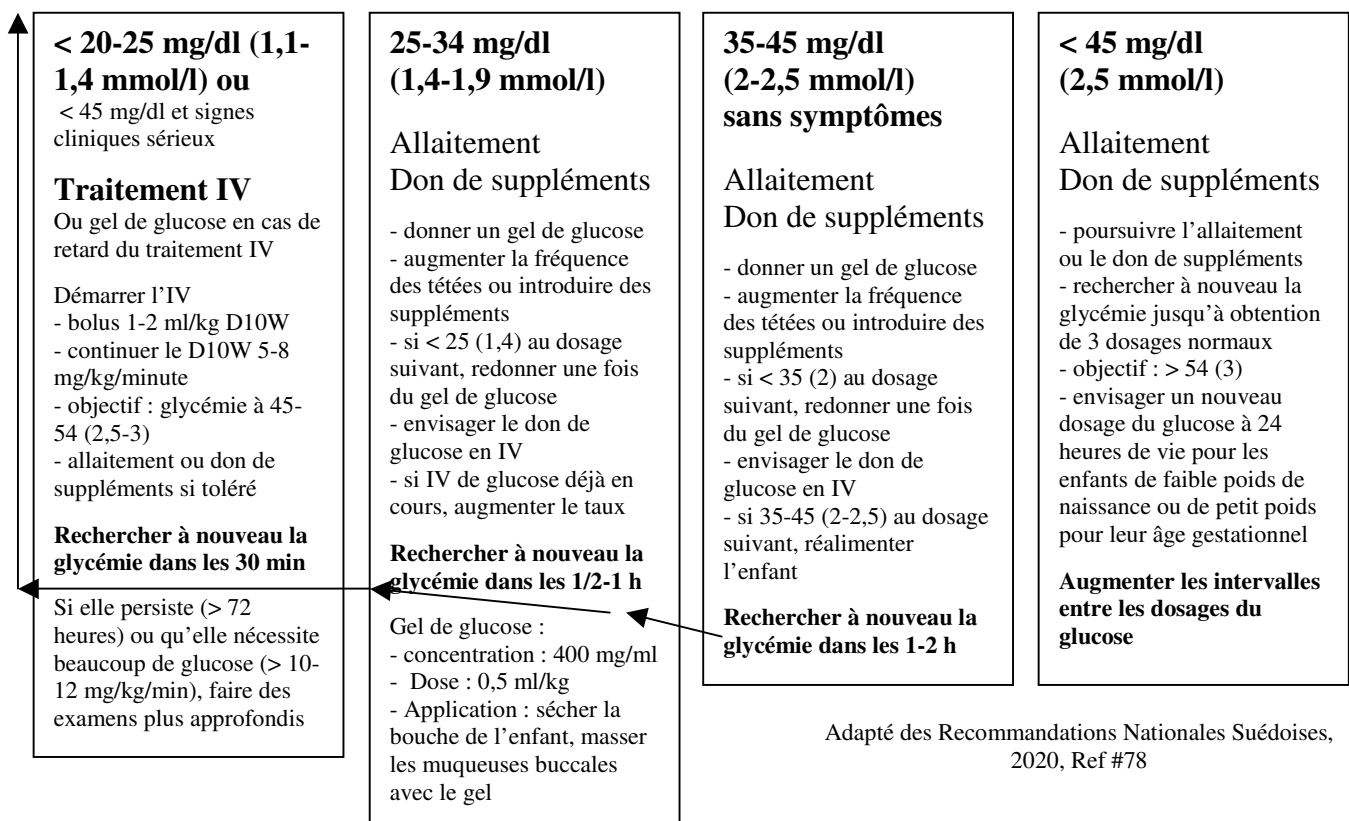 < 20-25 mg/dl (1,1-
1,4 mmol/l) ou
< 45 mg/dl et signes
cliniques sérieux
Traitement IV
Ou gel de glucose en cas de
retard du traitement IV
Démarrer l’IV
- bolus 1-2 ml/kg D10W
- continuer le D10W 5-8
mg/kg/minute
- objectif : glycémie à 45-
54 (2,5-3)
- allaitement ou don de
suppléments si toléré
Rechercher à nouveau la
glycémie dans les 30 min
Si elle persiste (> 72
heures) ou qu’elle nécessite
beaucoup de glucose (> 10-
12 mg/kg/min), faire des
examens plus approfondis
25-34 mg/dl
(1,4-1,9 mmol/l)
Allaitement
Don de suppléments
- donner un gel de glucose
- augmenter la fréquence
des tétées ou introduire des
suppléments
- si < 25 (1,4) au dosage
suivant, redonner une fois
du gel de glucose
- envisager le don de
glucose en IV
- si IV de glucose déjà en
cours, augmenter le taux
Rechercher à nouveau la
glycémie dans les 1/2-1 h
Gel de glucose :
- concentration : 400 mg/ml
- Dose : 0,5 ml/kg
- Application : sécher la
bouche de l’enfant, masser
les muqueuses buccales
avec le gel
35-45 mg/dl
(2-2,5 mmol/l)
sans symptômes
Allaitement
Don de suppléments
- donner un gel de glucose
- augmenter la fréquence
des tétées ou introduire des
suppléments
- si < 35 (2) au dosage
suivant, redonner une fois
du gel de glucose
- envisager le don de
glucose en IV
- si 35-45 (2-2,5) au dosage
suivant, réalimenter
l’enfant
Rechercher à nouveau la
glycémie dans les 1-2 h
< 45 mg/dl
(2,5 mmol/l)
Allaitement
Don de suppléments
- poursuivre l’allaitement
ou le don de suppléments
- rechercher à nouveau la
glycémie jusqu’à obtention
de 3 dosages normaux
- objectif : > 54 (3)
- envisager un nouveau
dosage du glucose à 24
heures de vie pour les
enfants de faible poids de
naissance ou de petit poids
pour leur âge gestationnel
Augmenter les intervalles
entre les dosages du
glucose
Adapté des Recommandations Nationales Suédoises,
2020, Ref #78